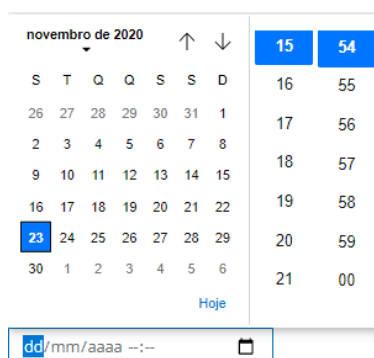 novembro de 2020
S T Q Q S S D
26 27 28 29 30 31 1
2 3 4 5 6 7 8
9 10 11 12 13 14 15
16 17 18 19 20 21 22
23 24 25 26 27 28 29
30 1 2 3 4 5 6
Hoje
15 54
16 55
17 56
18 57
19 58
20 59
21 00
dd/mm/aaaa --:--